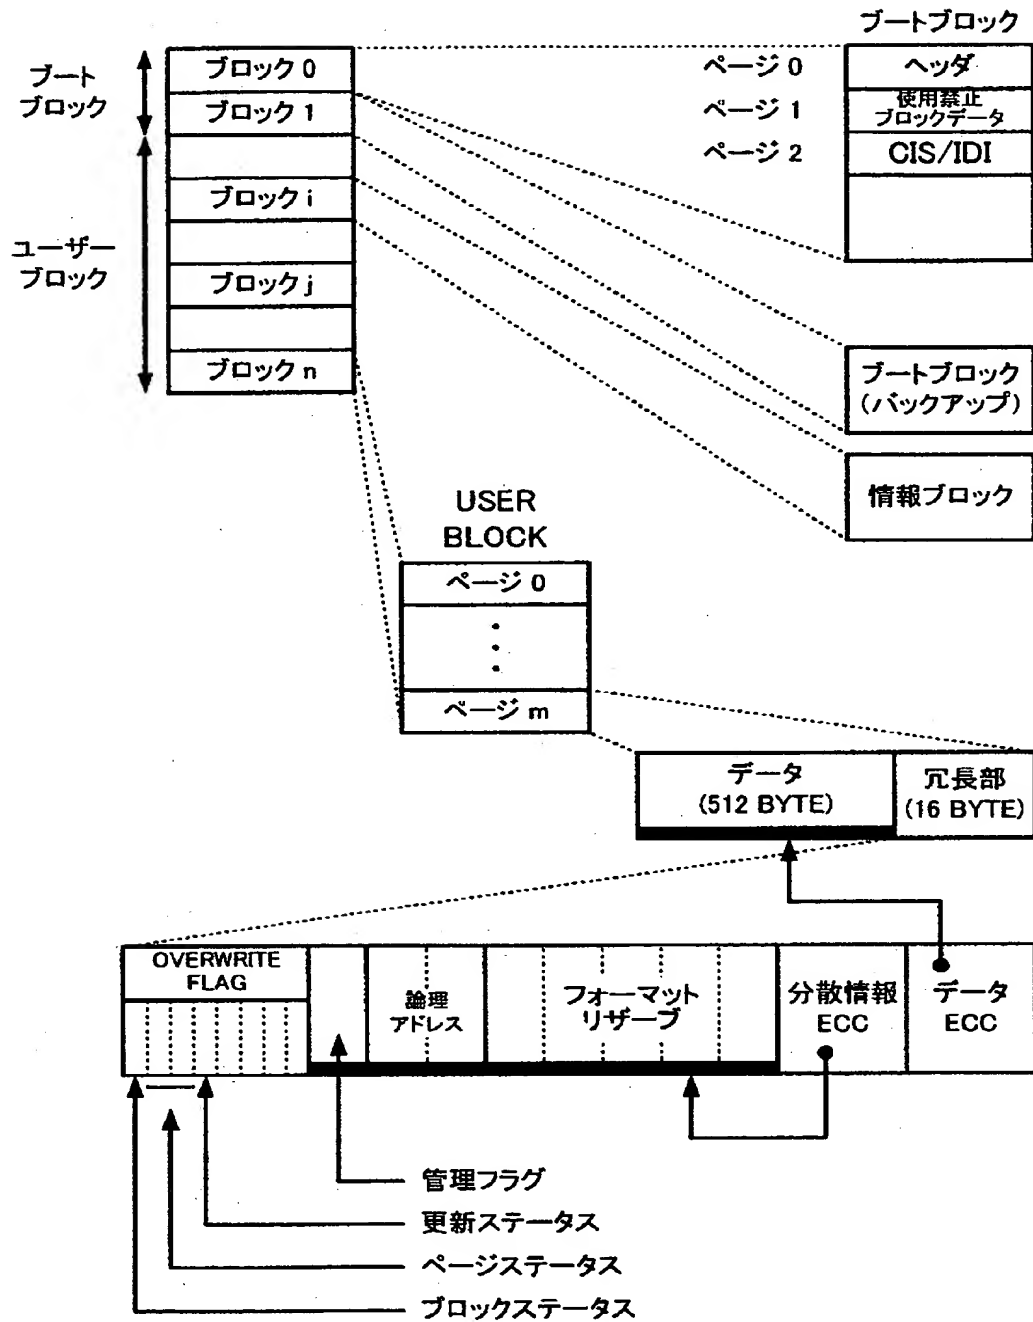 ブートブロック
ブート
ブロック
ブロック 0
ブロック 1
ブロック i
ブロック j
ブロック n
ユーザー
ブロック
ページ 0
ページ 1
ページ 2
ヘッダ
使用禁止
ブロックデータ
CIS/IDI
ブートブロック
(バックアップ)
情報ブロック
USER
BLOCK
ページ 0
ページ m
データ
(512 BYTE)
冗長部
(16 BYTE)
OVERWRITE
FLAG
論理
アドレス
フォーマット
リザーブ
分散情報
ECC
データ
ECC
管理フラグ
更新ステータス
ページステータス
ブロックステータス